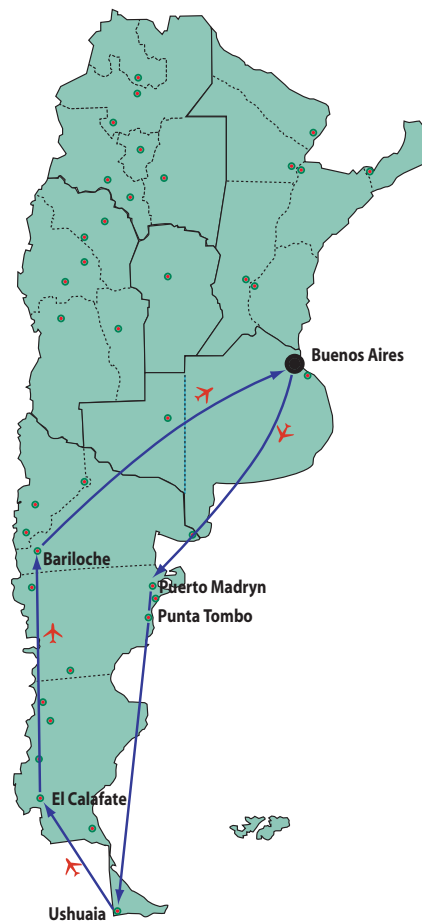 Buenos Aires
Bariloche
Puerto Madryn
Punta Tombo
El Calafate
Ushuaia